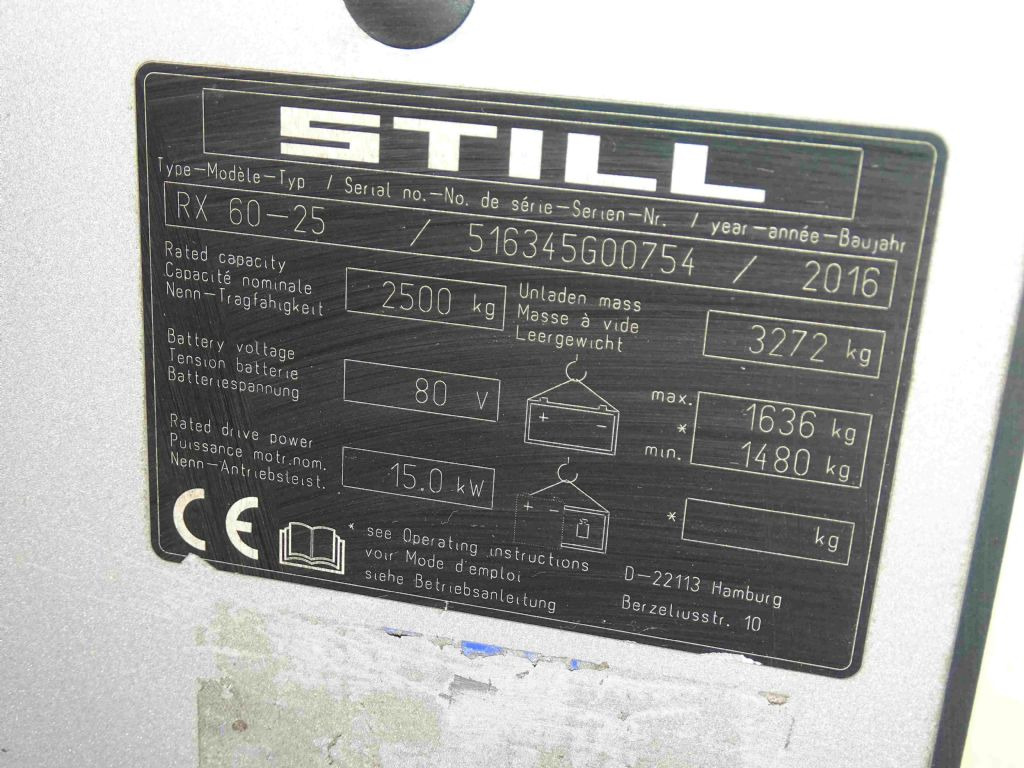 STILL
Type-Modèle-Typ / Serial no.-No. de série-Serien-Nr. / year-année-Baujahr
RX 60-25 / 516345G00754 / 2016
Rated capacity
Capacité nominale
Nenn-Tragfähigkeit
2500 kg
Unladen mass
Masse à vide
Leergewicht
3272 kg
Battery voltage
Tension batterie
Batteriespannung
80 V
+ -
max. 1636 kg
*
min. 1480 kg
Rated drive power
Puissance motr.nom.
Nenn-Antriebsleist.
15.0 kW
+ -
* kg
CE
* see Operating instructions
voir Mode d'emploi
siehe Betriebsanleitung
D-22113 Hamburg
Berzeliusstr. 10